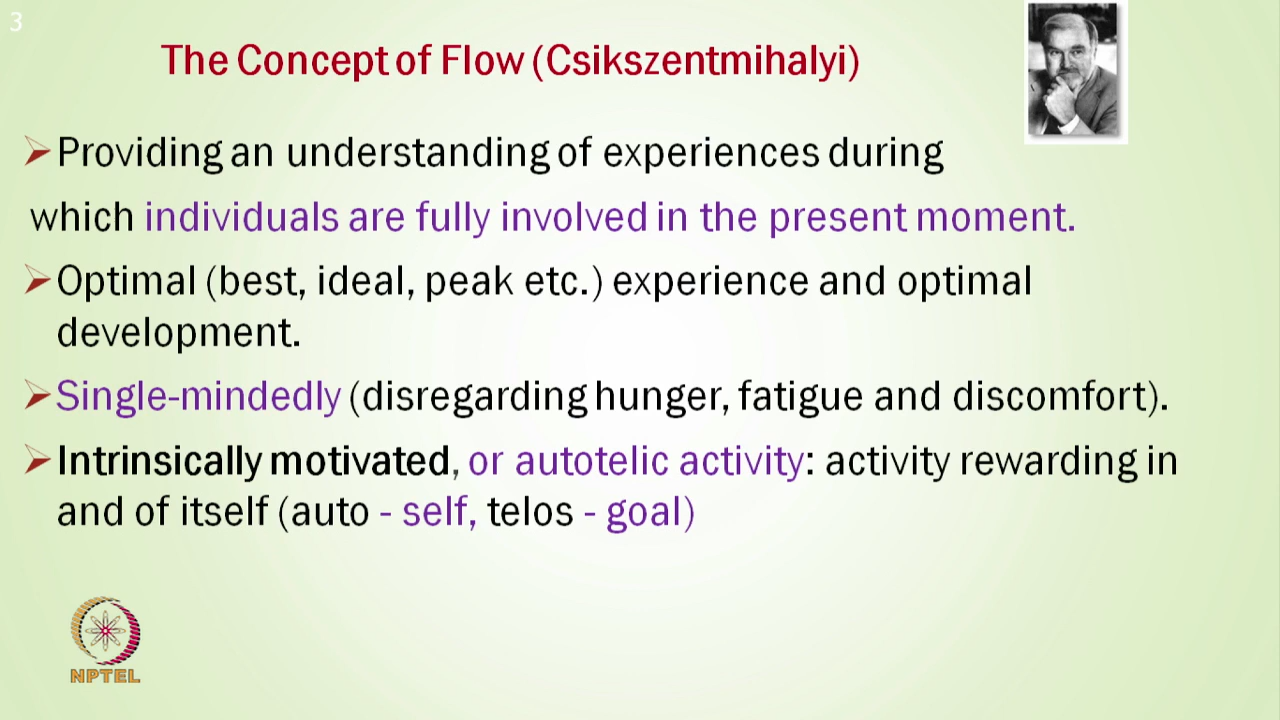 3
The Concept of Flow (Csikszentmihalyi)
➢Providing an understanding of experiences during
which individuals are fully involved in the present moment.
➢Optimal (best, ideal, peak etc.) experience and optimal
development.
➢Single-mindedly (disregarding hunger, fatigue and discomfort).
➢Intrinsically motivated, or autotelic activity: activity rewarding in
and of itself (auto - self, telos - goal)
NPTEL